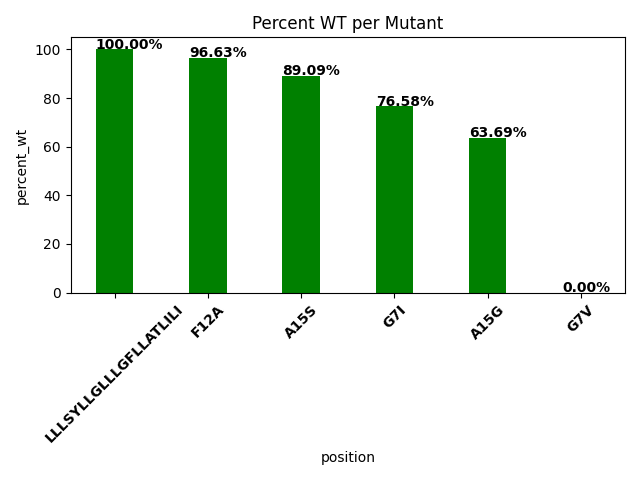 Percent WT per Mutant
100.00%
96.63%
89.09%
76.58%
63.69%
0.00%
percent_wt
100
80
60
40
20
0
LLLSYLLGLLLGFLLATLILI
F12A
A15S
G7I
A15G
G7V
position